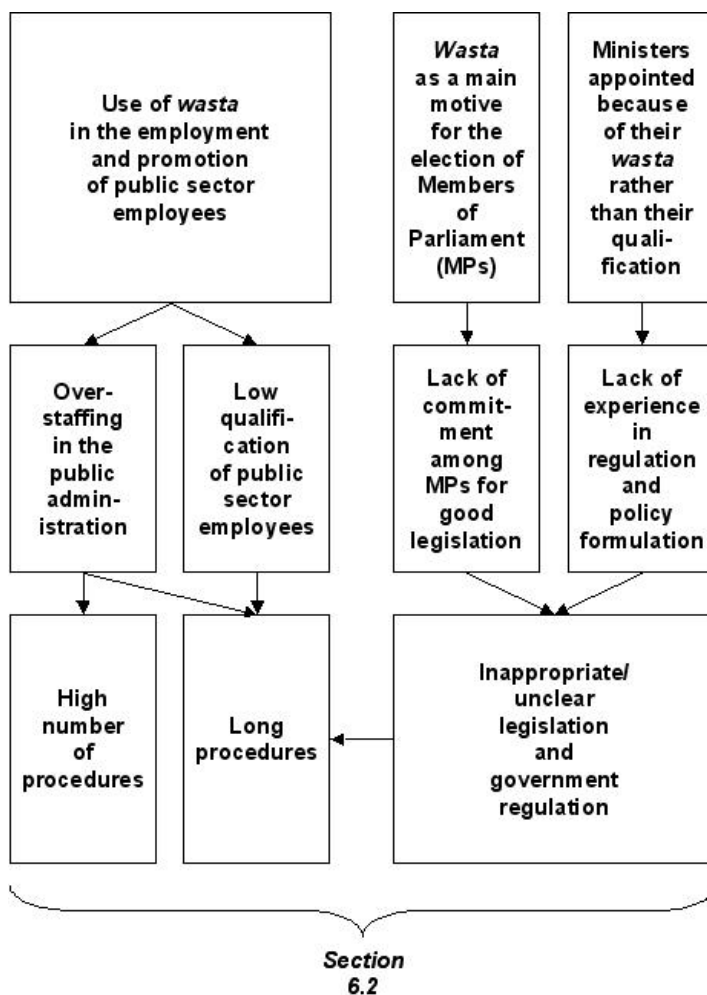 Use of wasta
in the employment
and promotion
of public sector
employees
Wasta
as a main
motive
for the
election of
Members
of
Parliament
(MPs)
Ministers
appointed
because
of their
wasta
rather
than their
quali-
fication
Over-
staffing
in the
public
admin-
istration
Low
qualifi-
cation
of public
sector
employees
Lack of
commit-
ment
among
MPs for
good
legislation
Lack of
experience
in
regulation
and
policy
formulation
High
number
of
procedures
Long
procedures
Inappropriate/
unclear
legislation
and
government
regulation
Section
6.2